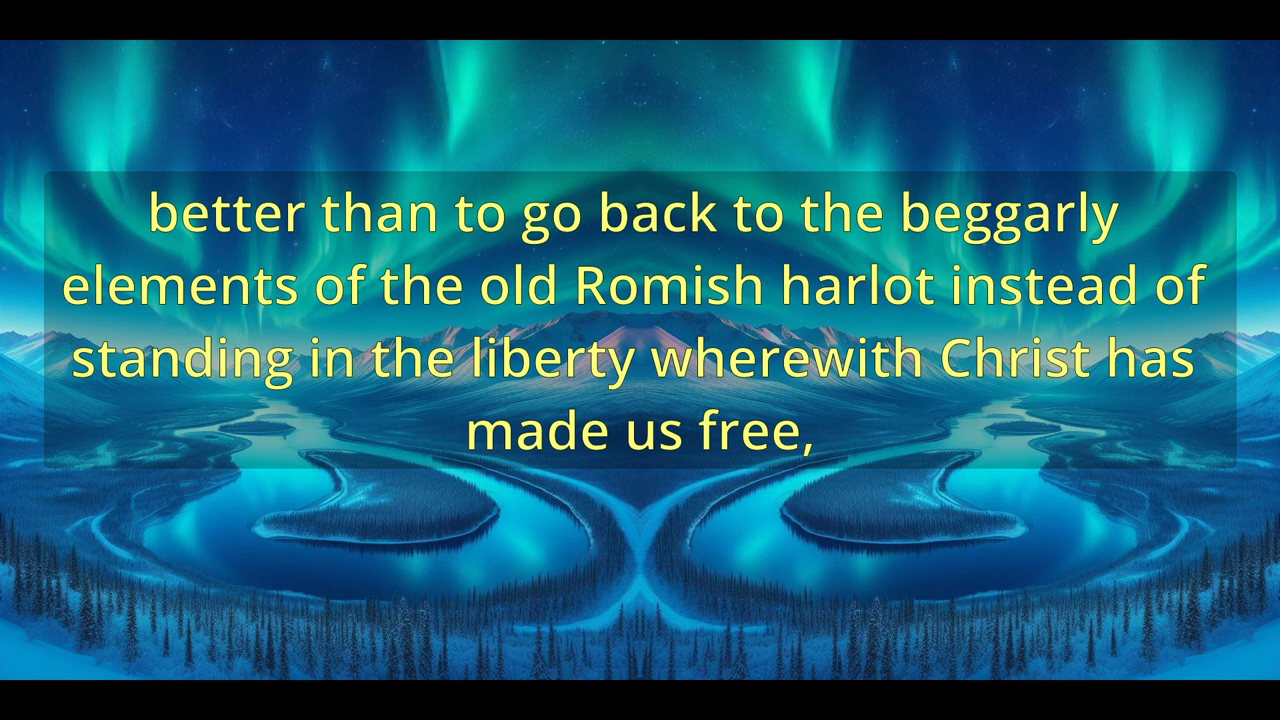 better than to go back to the beggarly
elements of the old Romish harlot instead of
standing in the liberty wherewith Christ has
made us free,